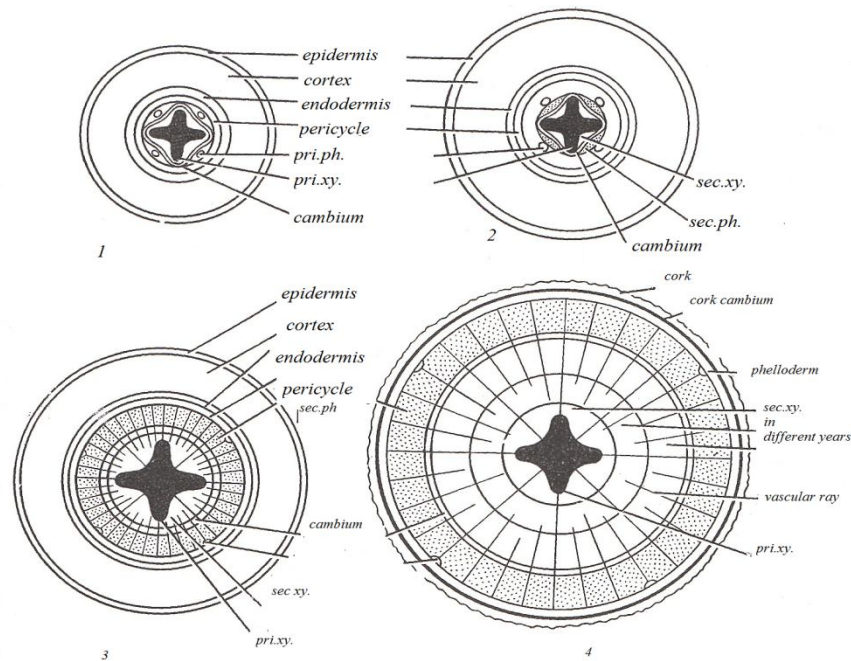 epidermis
cortex
endodermis
pericycle
pri.ph.
pri.xy.
cambium
1
sec.xy.
sec.ph.
cambium
2
epidermis
cortex
endodermis
pericycle
sec.ph
cambium
sec xy.
pri.xy.
3
cork
cork cambium
phelloderm
sec.xy.
in
different years
vascular ray
pri.xy.
4